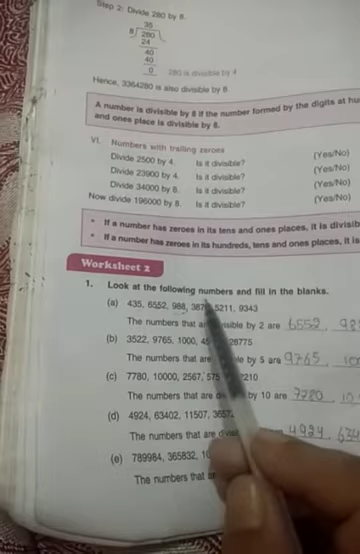 Step 2: Divide 280 by 8.
35
8 280
24
40
40
0 280 is divisible by 4
Hence, 3364280 is also divisible by 8
A number is divisible by 8 if the number formed by the digits at
and ones place is divisible by 8.
VI. Numbers with trailing zeroes
Divide 2500 by 4. Is it divisible? (Yes/No)
Divide 23900 by 4. Is it divisible? (Yes/No)
Divide 34000 by 8. Is it divisible? (Yes/No)
Now divide 196000 by 8. Is it divisible? (Yes/No)
• If a number has zeroes in its tens and ones places, it is
• If a number has zeroes in its hundreds, tens and ones places, it is
Worksheet 2
1. Look at the following numbers and fill in the blanks.
(a) 435, 6552, 988, 5211, 9343
The numbers that by 2 are 6552,
(b) 3522, 9765, 1000, 28775
The numbers that are by 5 are 9765,
(c) 7780, 10000, 2567,
The numbers that are by 10 are 7780,
(d) 4924, 63402, 11507,
The numbers that are 4924,
(e) 789984, 365832,
The numbers that